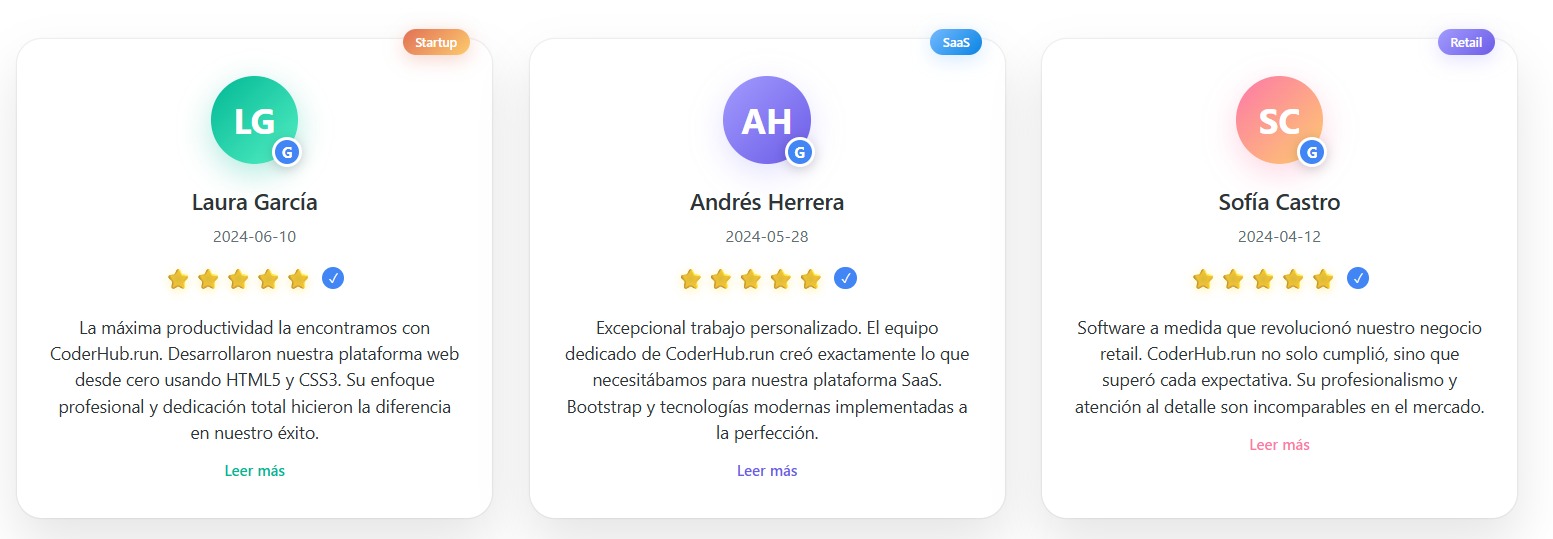 Startup
LG
G
Laura García
2024-06-10
✓
La máxima productividad la encontramos con
CoderHub.run. Desarrollaron nuestra plataforma web
desde cero usando HTML5 y CSS3. Su enfoque
profesional y dedicación total hicieron la diferencia
en nuestro éxito.
Leer más
SaaS
AH
G
Andrés Herrera
2024-05-28
✓
Excepcional trabajo personalizado. El equipo
dedicado de CoderHub.run creó exactamente lo que
necesitábamos para nuestra plataforma SaaS.
Bootstrap y tecnologías modernas implementadas a
la perfección.
Leer más
Retail
SC
G
Sofía Castro
2024-04-12
✓
Software a medida que revolucionó nuestro negocio
retail. CoderHub.run no solo cumplió, sino que
superó cada expectativa. Su profesionalismo y
atención al detalle son incomparables en el mercado.
Leer más